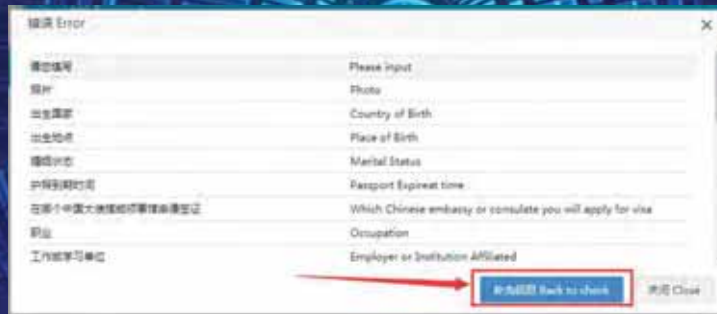 错误 Error
请您填写 Please input
照片 Photo
出生国家 Country of Birth
出生地点 Place of Birth
婚姻状态 Marital Status
护照到期时间 Passport Expireat time
在哪个中国大使馆或领事馆申请签证 Which Chinese embassy or consulate you will apply for visa
职业 Occupation
工作或学习单位 Employer or Institution Affiliated
Back to check 关闭 Close